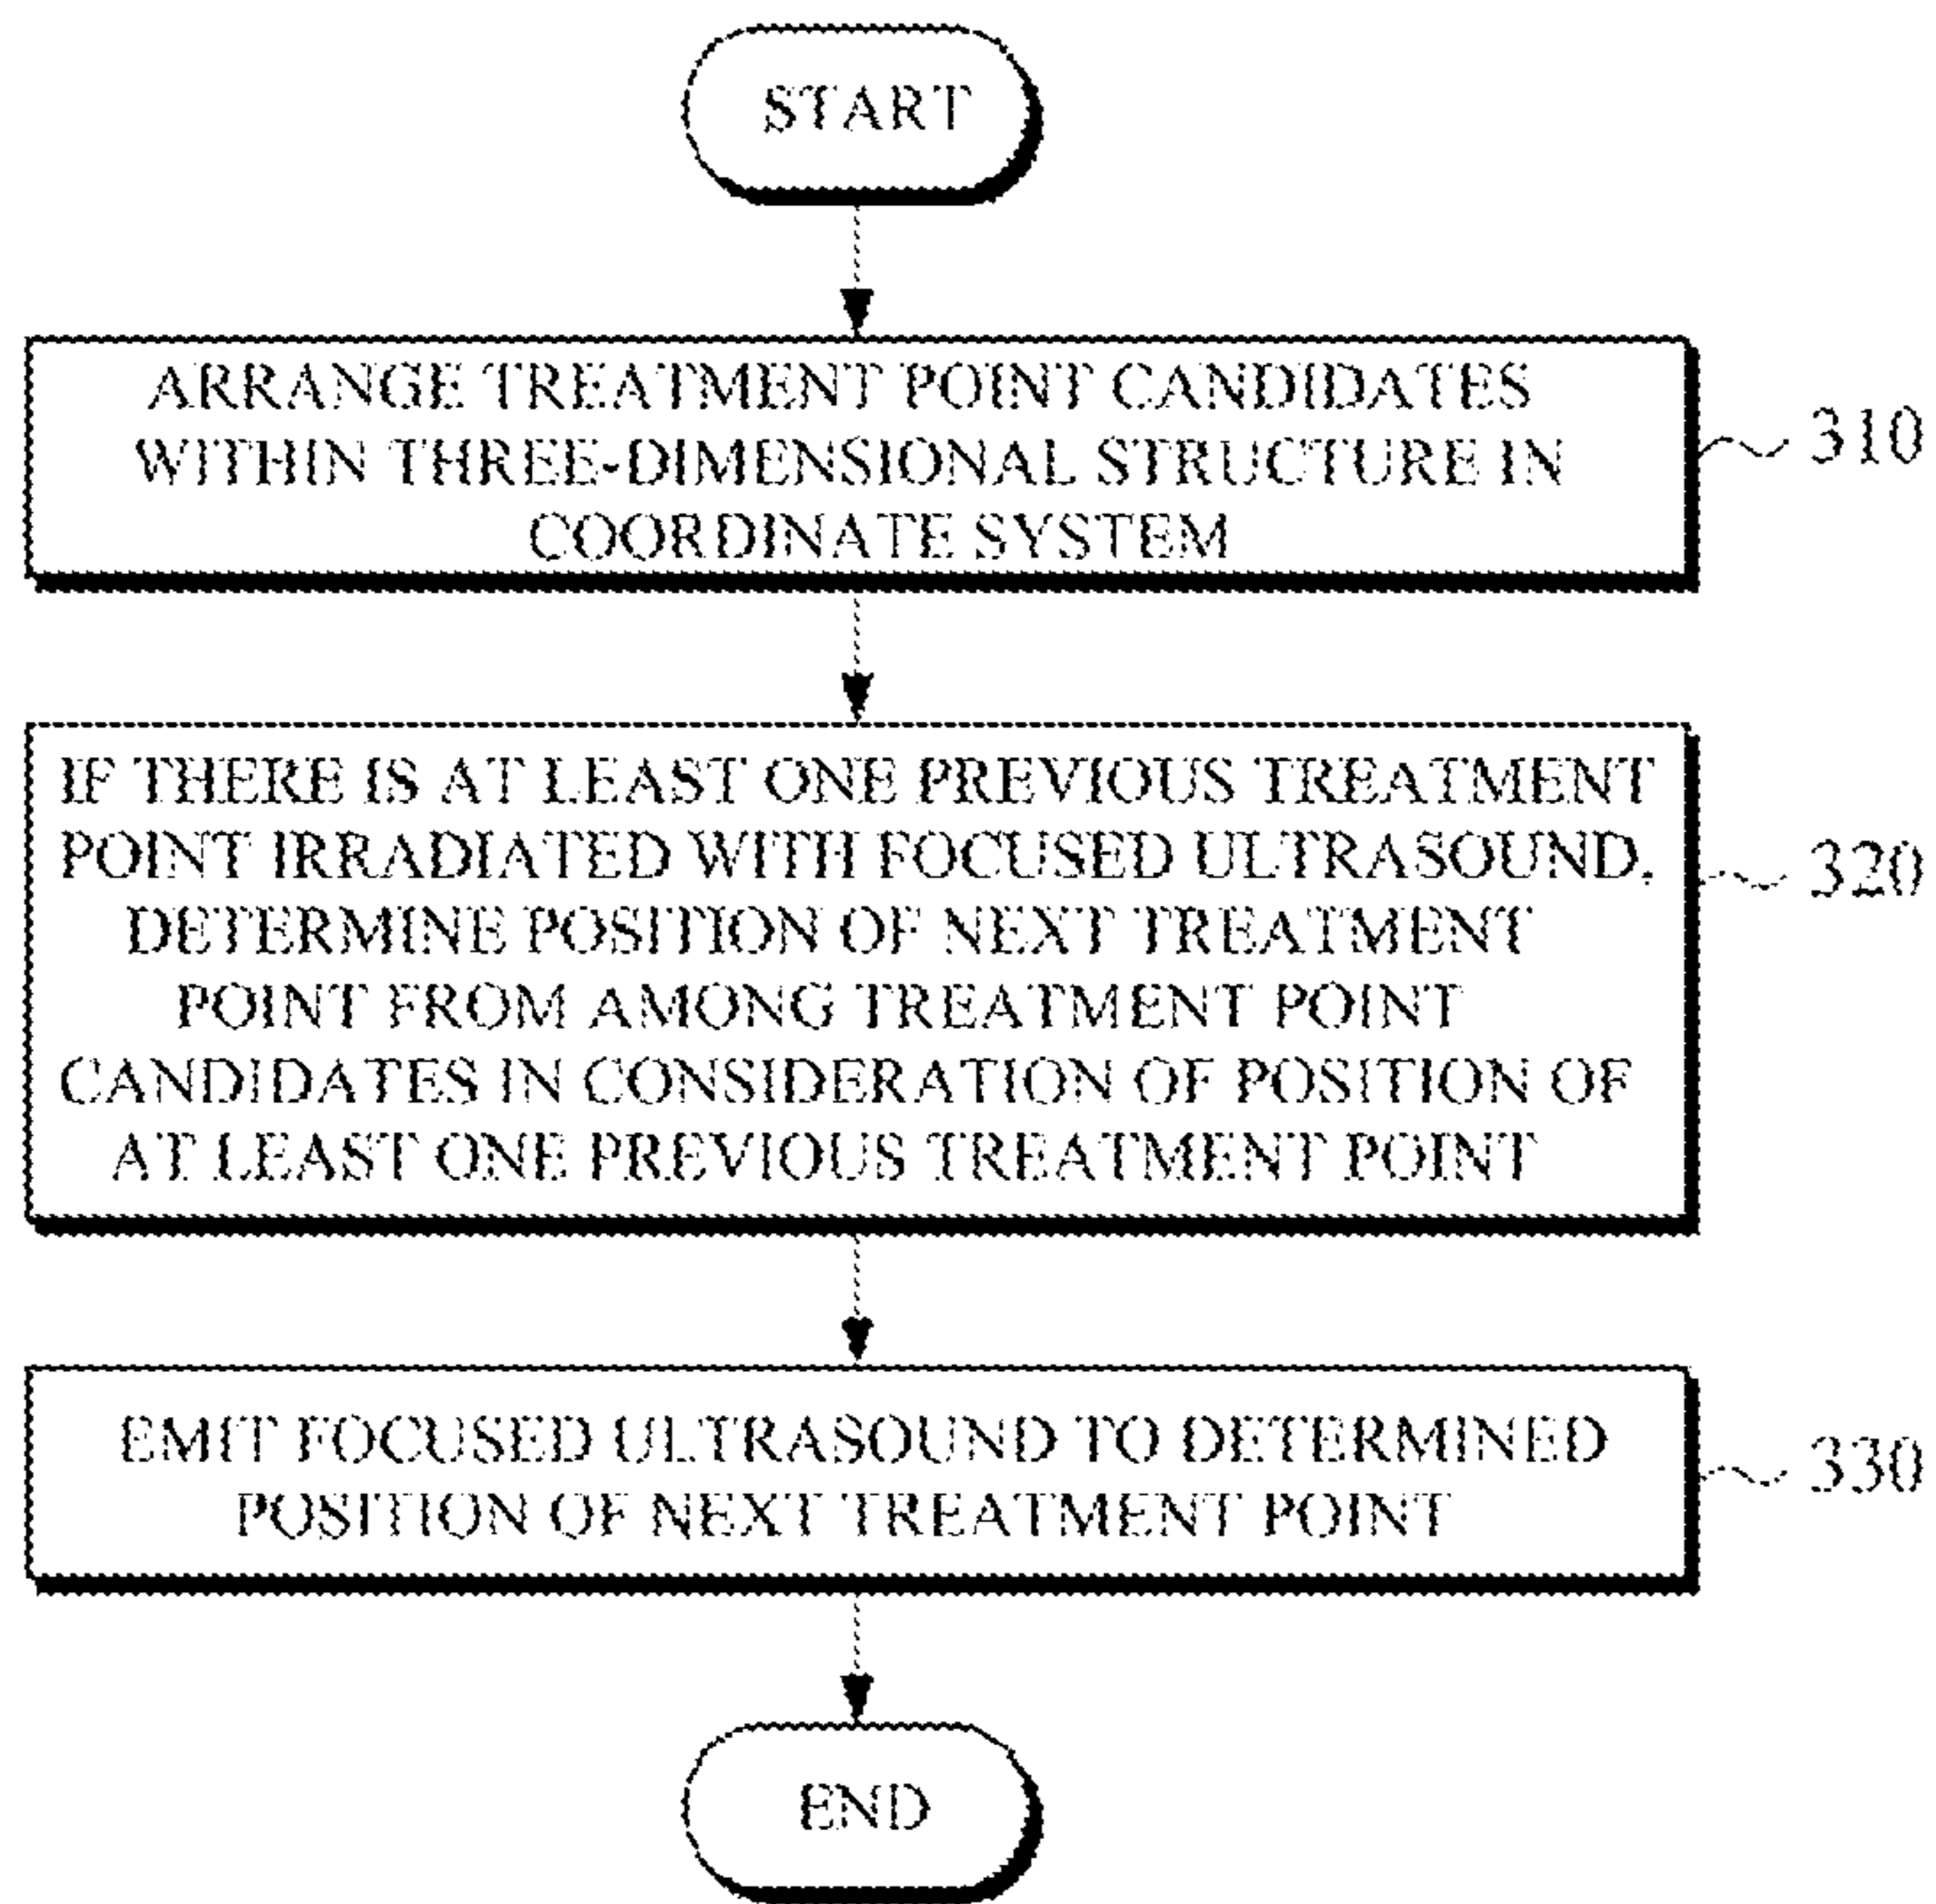 START
ARRANGE TREATMENT POINT CANDIDATES
WITHIN THREE-DIMENSIONAL STRUCTURE IN
COORDINATE SYSTEM
310
IF THERE IS AT LEAST ONE PREVIOUS TREATMENT
POINT IRRADIATED WITH FOCUSED ULTRASOUND,
DETERMINE POSITION OF NEXT TREATMENT
POINT FROM AMONG TREATMENT POINT
CANDIDATES IN CONSIDERATION OF POSITION OF
AT LEAST ONE PREVIOUS TREATMENT POINT
320
EMIT FOCUSED ULTRASOUND TO DETERMINED
POSITION OF NEXT TREATMENT POINT
330
END